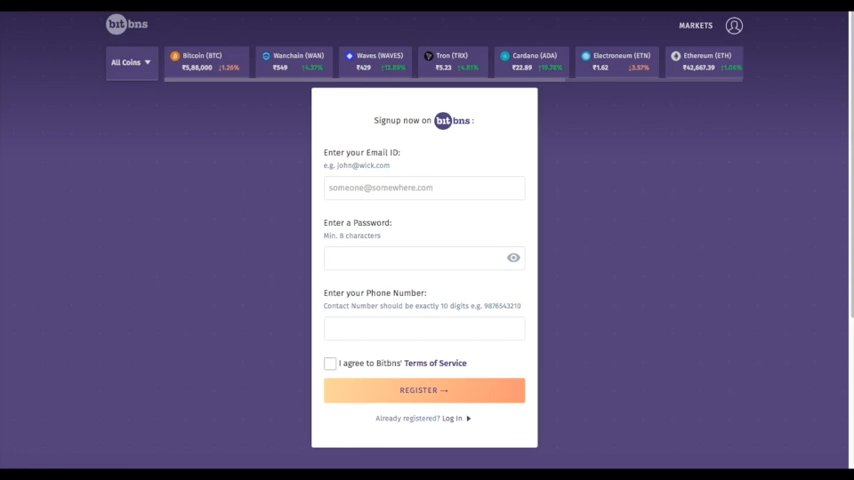 bitbns
MARKETS
All Coins
Bitcoin (BTC)
₹5,88,000 ↓1.26%
Wanchain (WAN)
₹549 ↑4.37%
Waves (WAVES)
₹429 ↑12.89%
Tron (TRX)
₹5.23 ↑4.81%
Cardano (ADA)
₹22.89 ↑19.76%
Electroneum (ETN)
₹1.62 ↓3.57%
Ethereum (ETH)
₹42,667.39 ↑1.06%
Signup now on bitbns :
Enter your Email ID:
e.g. john@wick.com
someone@somewhere.com
Enter a Password:
Min. 8 characters
Enter your Phone Number:
Contact Number should be exactly 10 digits e.g. 9876543210
I agree to Bitbns' Terms of Service
REGISTER →
Already registered? Log In